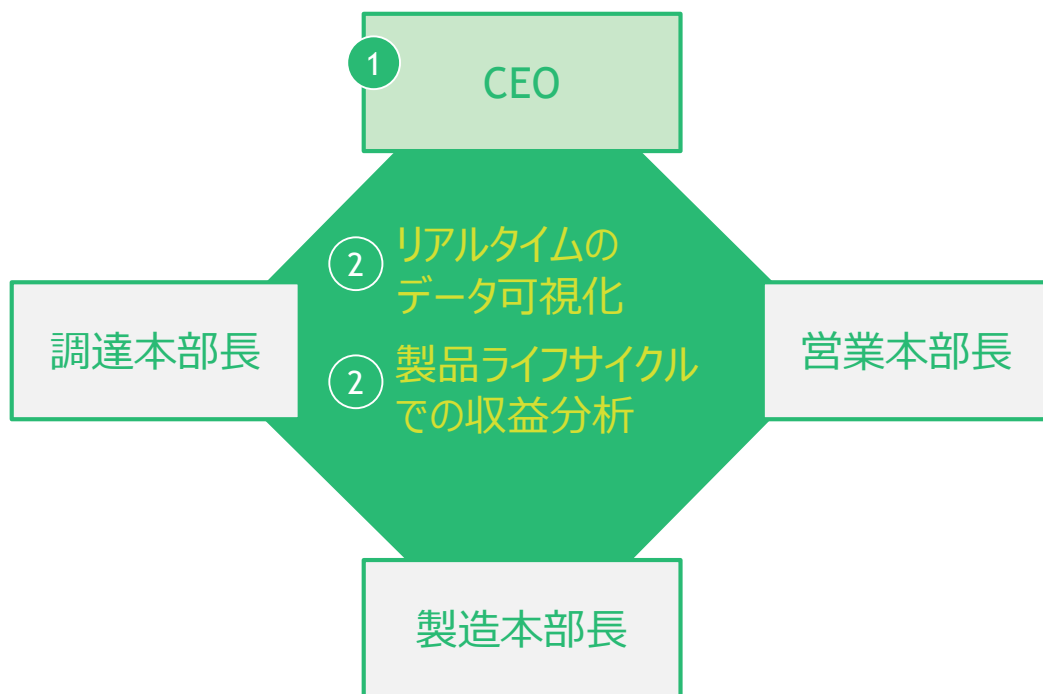 1
CEO
2
リアルタイムの
データ可視化
調達本部長
営業本部長
2
製品ライフサイクル
での収益分析
製造本部長